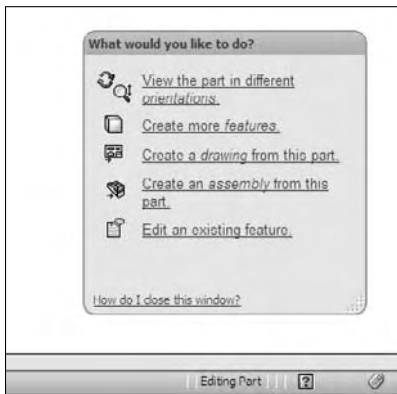 What would you like to do?
View the part in different
orientations.
Create more features.
Create a drawing from this part.
Create an assembly from this
part.
Edit an existing feature.
How do I close this window?
Editing Part
?